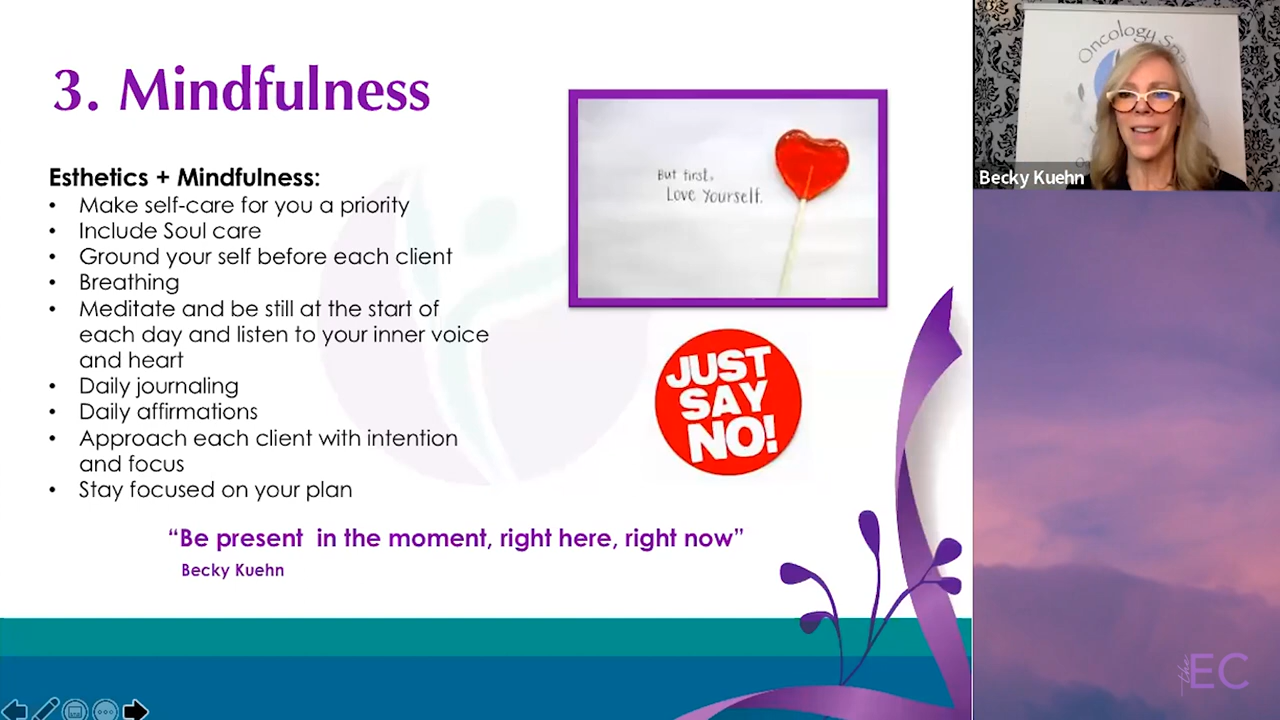 3. Mindfulness
Esthetics + Mindfulness:
• Make self-care for you a priority
• Include Soul care
• Ground your self before each client
• Breathing
• Meditate and be still at the start of
each day and listen to your inner voice
and heart
• Daily journaling
• Daily affirmations
• Approach each client with intention
and focus
• Stay focused on your plan
“Be present in the moment, right here, right now”
Becky Kuehn
But first,
Love Yourself.
JUST
SAY
NO!
Oncology Spa
Becky Kuehn
the EC